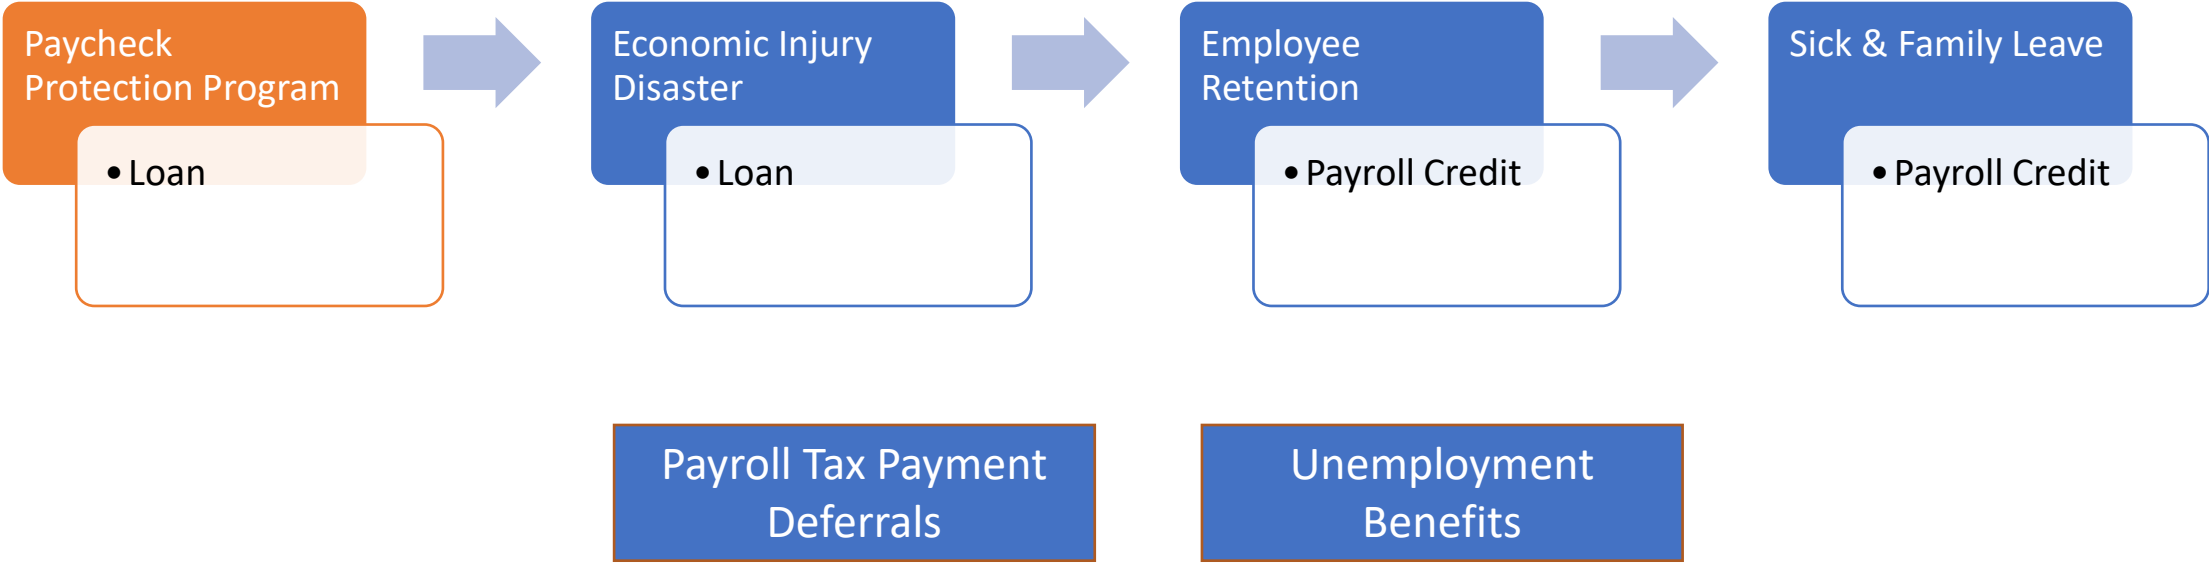 Paycheck
Protection Program
• Loan
Economic Injury
Disaster
• Loan
Employee
Retention
• Payroll Credit
Sick & Family Leave
• Payroll Credit
Payroll Tax Payment
Deferrals
Unemployment
Benefits